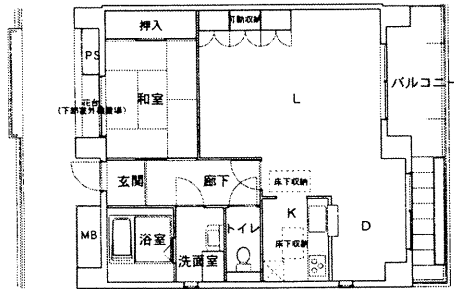 押入
可動収納
PS
和室
L
バルコニー
花台
(下部室外機置場)
玄関
廊下
床下収納
MB
浴室
洗面室
トイレ
K
床下収納
D